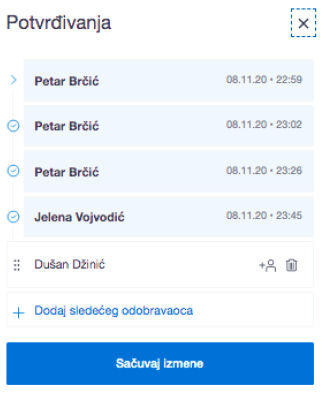 Potvrđivanja
Petar Brčić 08.11.20 • 22:59
Petar Brčić 08.11.20 • 23:02
Petar Brčić 08.11.20 • 23:26
Jelena Vojvodić 08.11.20 • 23:45
Dušan Džinić
Dodaj sledećeg odobravaoca
Sačuvaj izmene